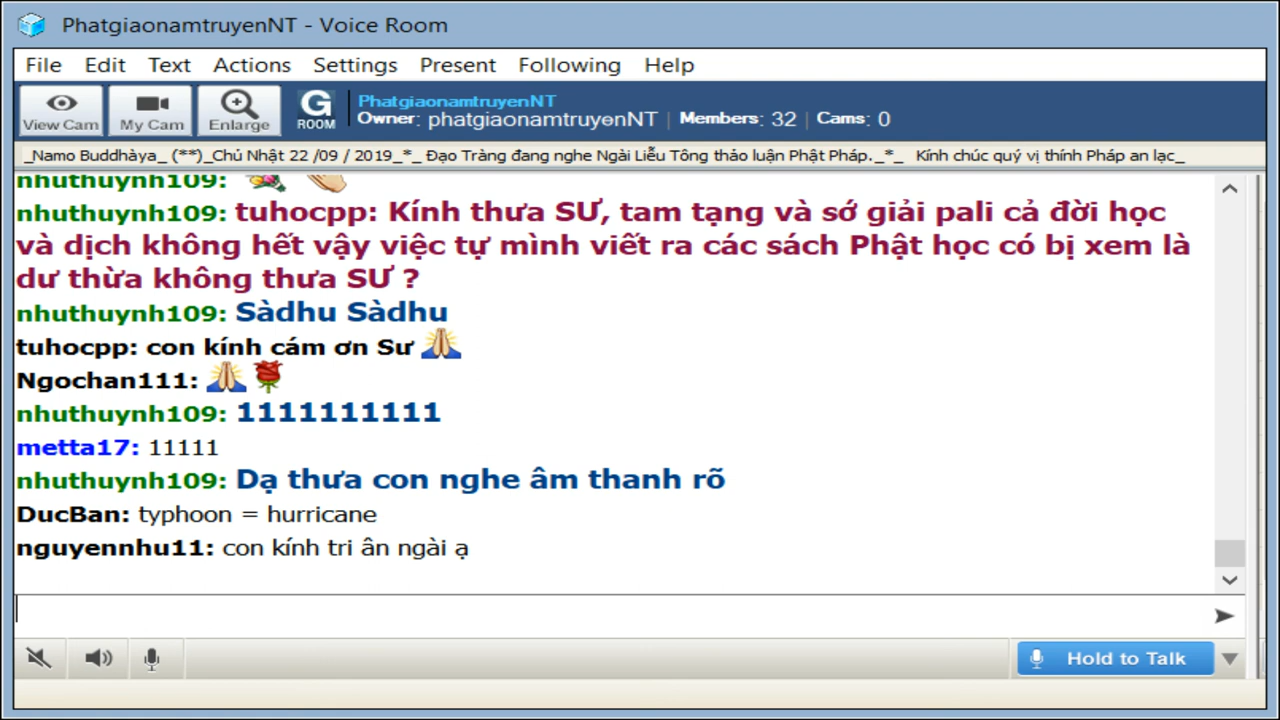 PhatgiaonamtruyenNT - Voice Room
File Edit Text Actions Settings Present Following Help
View Cam My Cam Enlarge G ROOM
PhatgiaonamtruyenNT
Owner: phatgiaonamtruyenNT | Members: 32 | Cams: 0
_Namo Buddhàya_ (**)_Chủ Nhật 22 /09 / 2019_*_ Đạo Tràng đang nghe Ngài Liễu Tông thảo luận Phật Pháp._*_ Kính chúc quý vị thính Pháp an lạc_
nhuthuynh109:
nhuthuynh109: tuhocpp: Kính thưa SƯ, tam tạng và sớ giải pali cả đời học
và dịch không hết vậy việc tự mình viết ra các sách Phật học có bị xem là
dư thừa không thưa SƯ ?
nhuthuynh109: Sàdhu Sàdhu
tuhocpp: con kính cám ơn Sư
Ngochan111:
nhuthuynh109: 1111111111
metta17: 11111
nhuthuynh109: Dạ thưa con nghe âm thanh rõ
DucBan: typhoon = hurricane
nguyennhu11: con kính tri ân ngài ạ
Hold to Talk